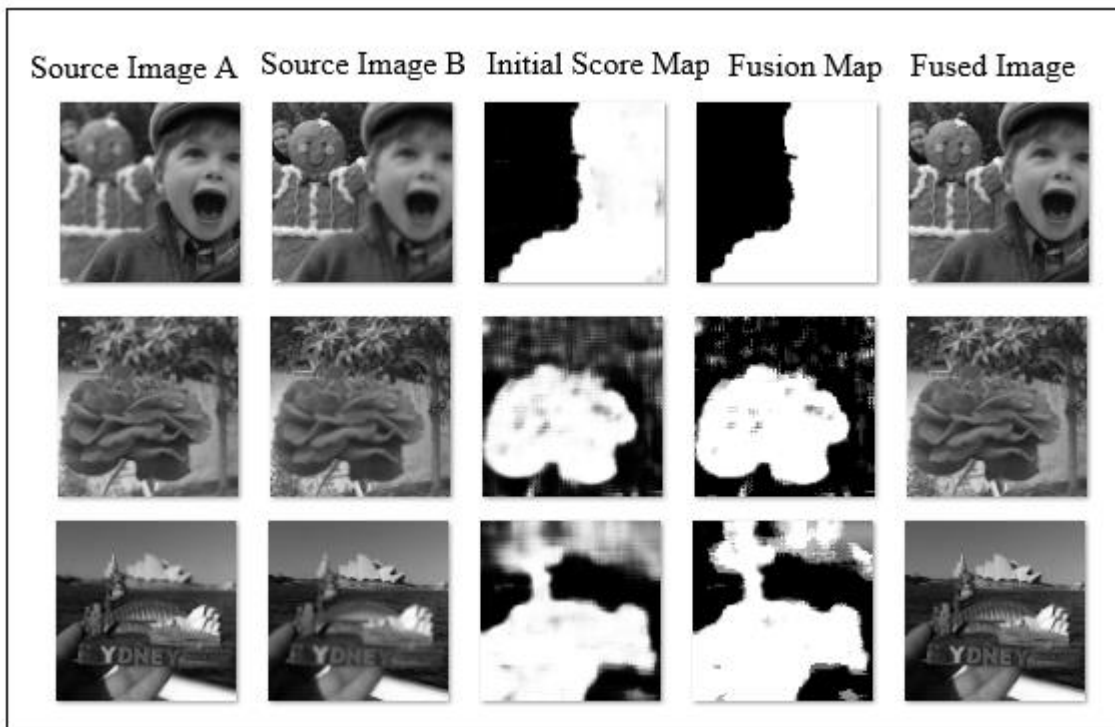 Source Image A Source Image B Initial Score Map Fusion Map Fused Image
YDNEY YDNEY YDNEY